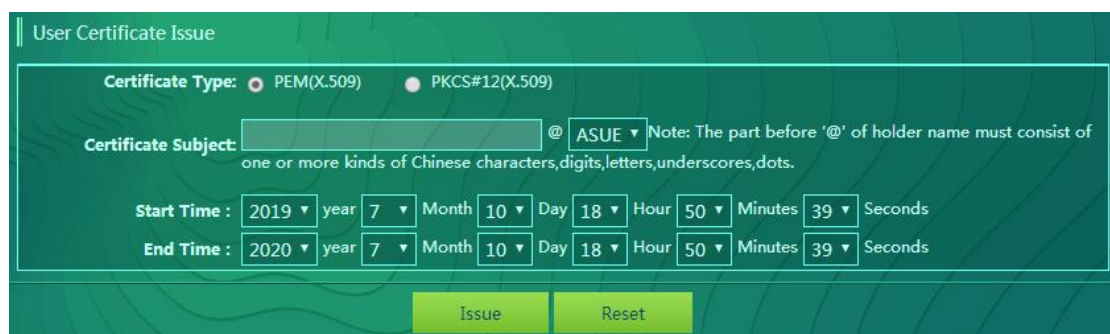 User Certificate Issue
Certificate Type: PEM(X.509) PKCS#12(X.509)
Certificate Subject: @ ASUE Note: The part before '@' of holder name must consist of
one or more kinds of Chinese characters,digits,letters,underscores,dots.
Start Time : 2019 year 7 Month 10 Day 18 Hour 50 Minutes 39 Seconds
End Time : 2020 year 7 Month 10 Day 18 Hour 50 Minutes 39 Seconds
Issue Reset